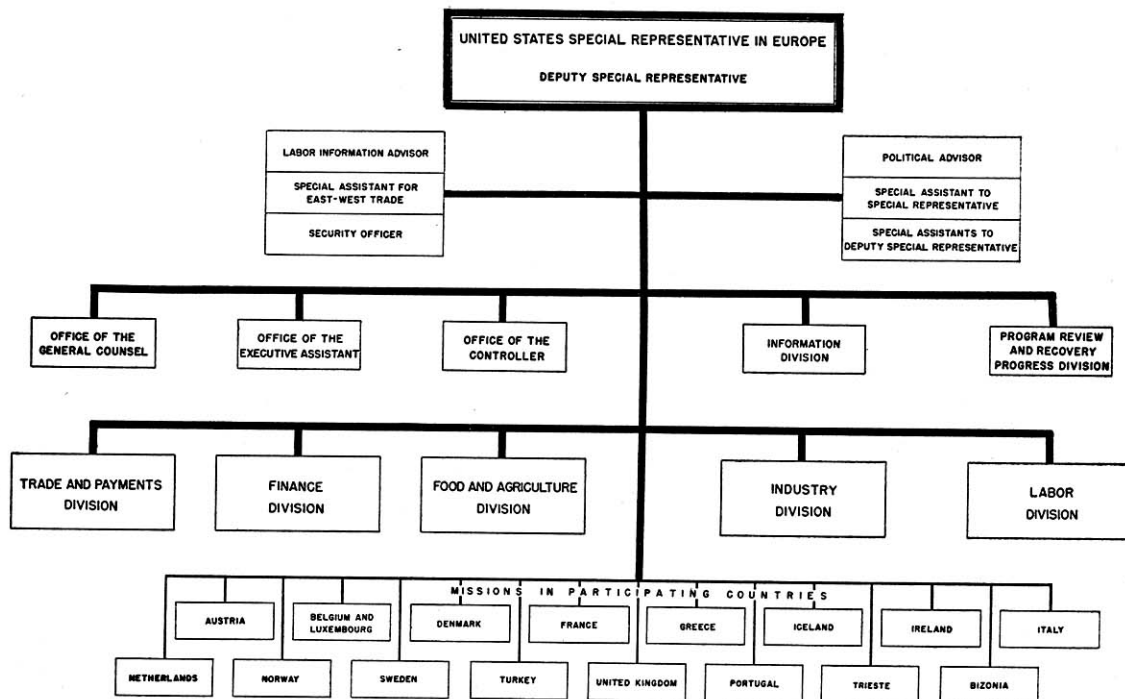 UNITED STATES SPECIAL REPRESENTATIVE IN EUROPE
DEPUTY SPECIAL REPRESENTATIVE
LABOR INFORMATION ADVISOR
SPECIAL ASSISTANT FOR
EAST-WEST TRADE
SECURITY OFFICER
POLITICAL ADVISOR
SPECIAL ASSISTANT TO
SPECIAL REPRESENTATIVE
SPECIAL ASSISTANTS TO
DEPUTY SPECIAL REPRESENTATIVE
OFFICE OF THE
GENERAL COUNSEL
OFFICE OF THE
EXECUTIVE ASSISTANT
OFFICE OF THE
CONTROLLER
INFORMATION
DIVISION
PROGRAM REVIEW
AND RECOVERY
PROGRESS DIVISION
TRADE AND PAYMENTS
DIVISION
FINANCE
DIVISION
FOOD AND AGRICULTURE
DIVISION
INDUSTRY
DIVISION
LABOR
DIVISION
MISSIONS IN PARTICIPATING COUNTRIES
AUSTRIA
BELGIUM AND
LUXEMBOURG
DENMARK
FRANCE
GREECE
ICELAND
IRELAND
ITALY
NETHERLANDS
NORWAY
SWEDEN
TURKEY
UNITED KINGDOM
PORTUGAL
TRIESTE
BIZONIA